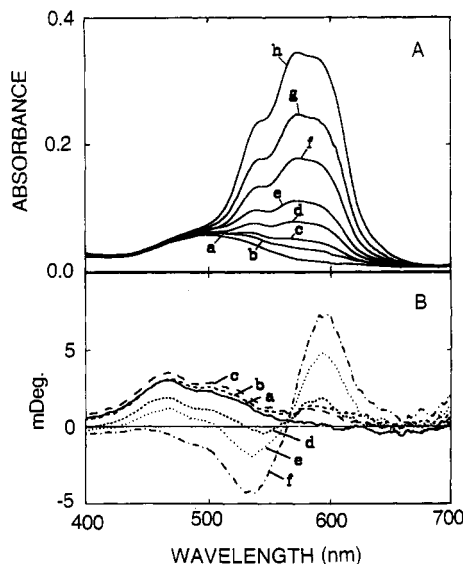 0.4
A
h
g
ABSORBANCE
0.2
f
e
d
c
a
b
0.0
B
5
c
b
a
mDeg.
0
d
e
f
-5
400
500
600
700
WAVELENGTH (nm)